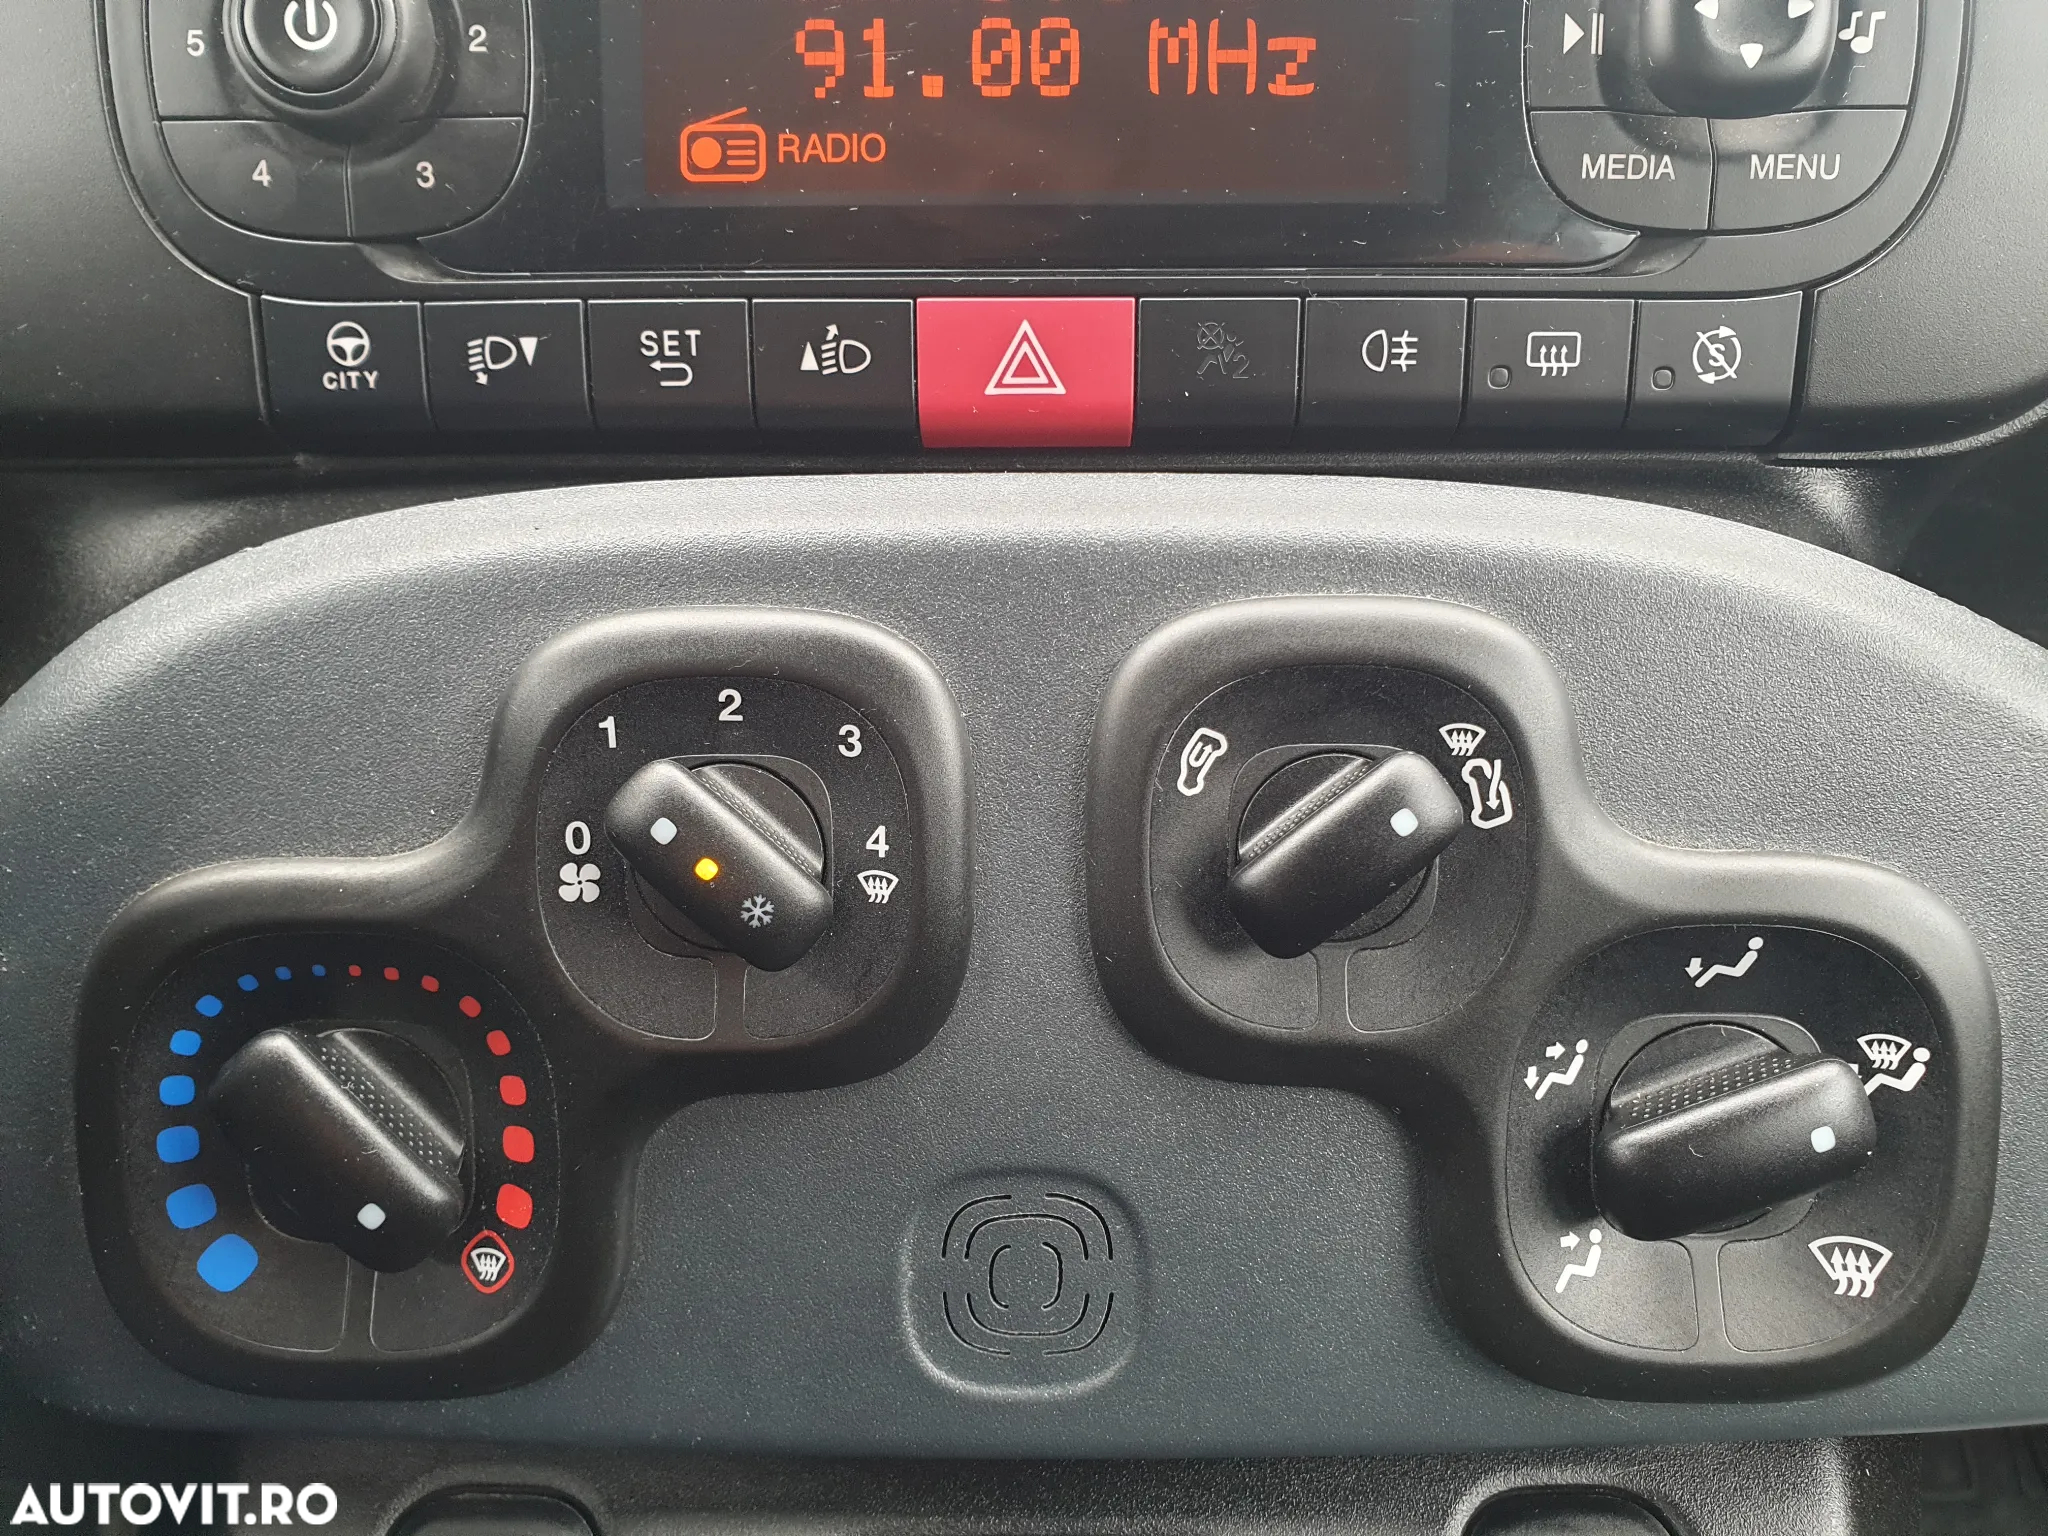 91.00 MHz
5 2
RADIO
4 3
MEDIA MENU
CITY
SET
2
S
2
1 3
0 4
AUTOVIT.RO